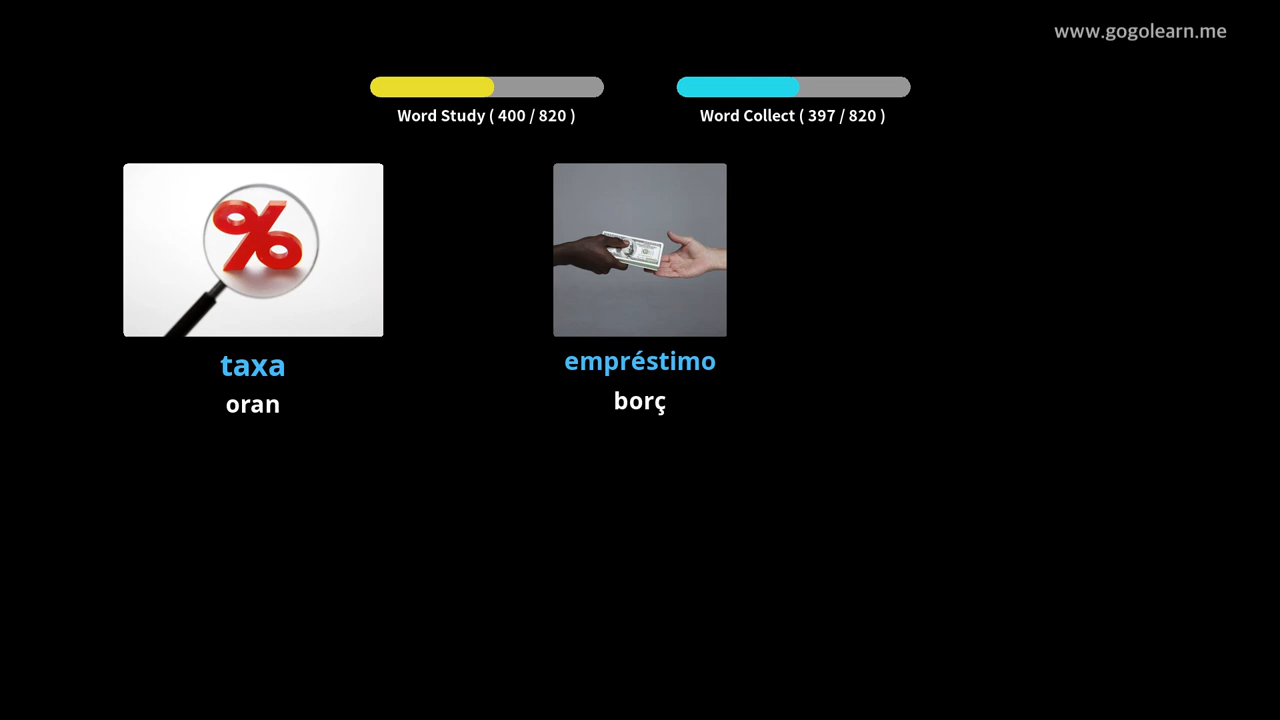 www.gogolearn.me
Word Study ( 400 / 820 )
Word Collect ( 397 / 820 )
%
taxa
oran
empréstimo
borç